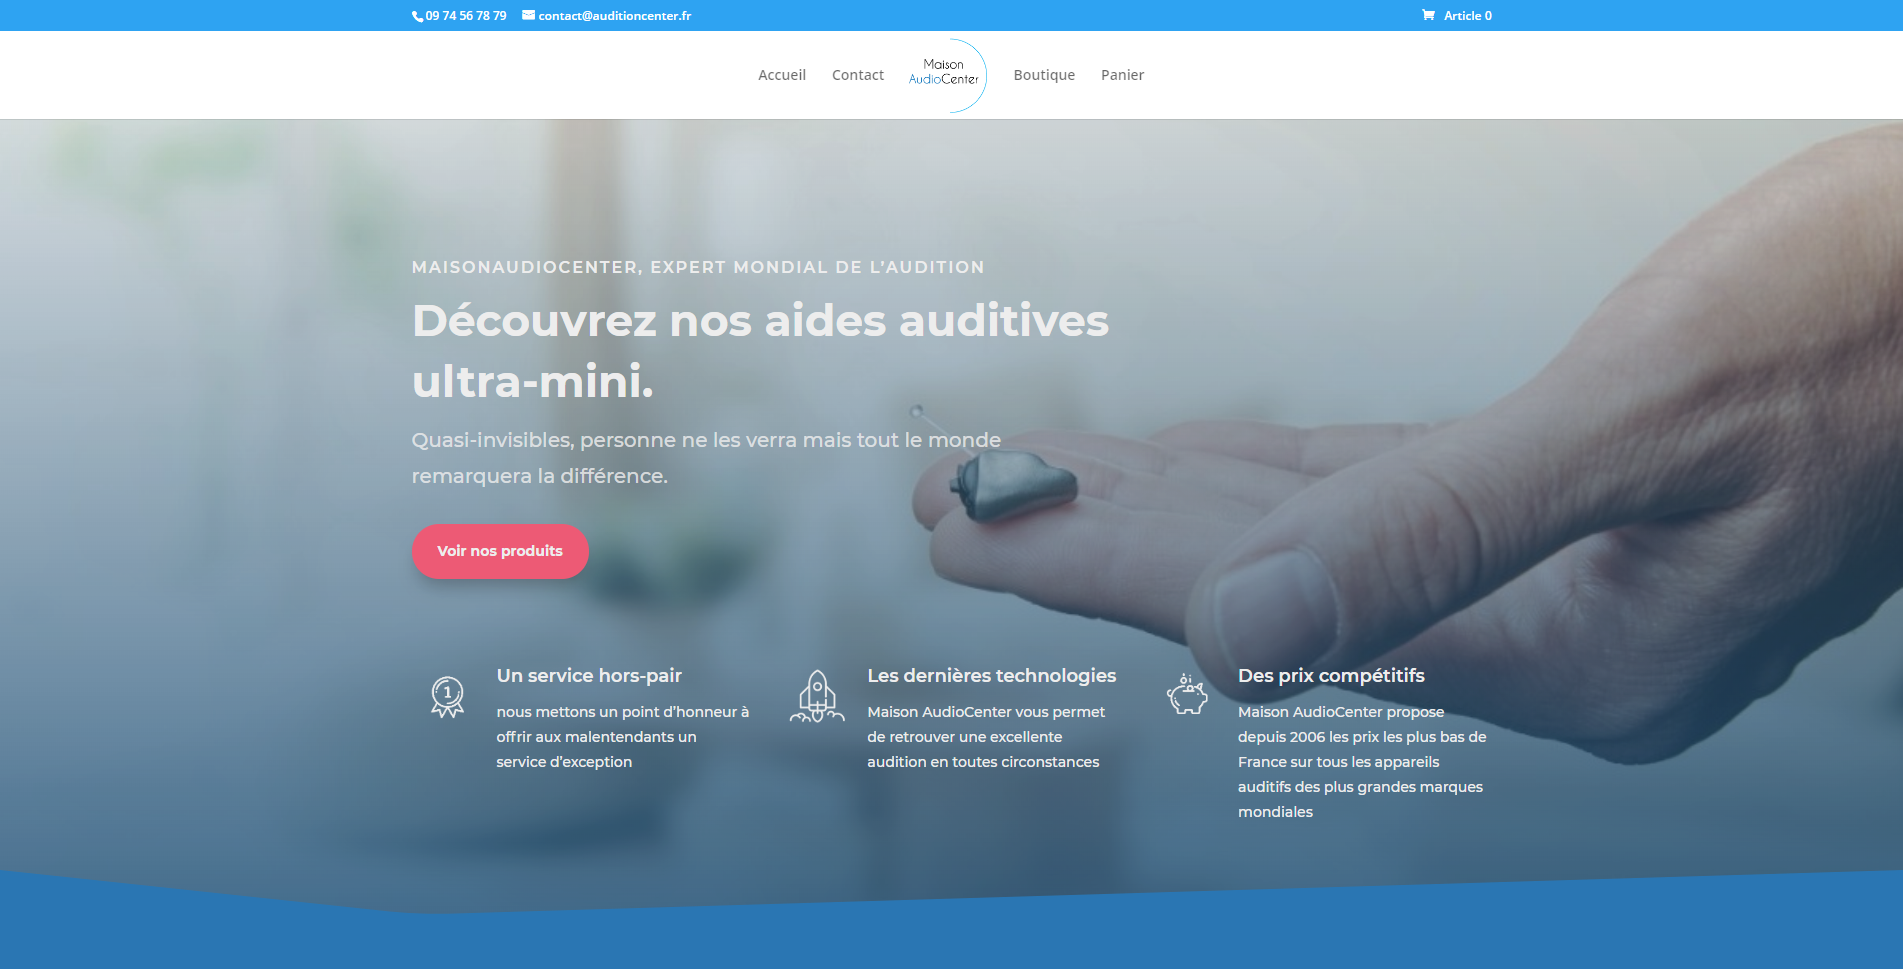 09 74 56 78 79 contact@auditioncenter.fr Article 0
Accueil Contact Maison AudioCenter Boutique Panier
MAISONAUDIOCENTER, EXPERT MONDIAL DE L'AUDITION
Découvrez nos aides auditives
ultra-mini.
Quasi-invisibles, personne ne les verra mais tout le monde
remarquera la différence.
Voir nos produits
1
Un service hors-pair
nous mettons un point d'honneur à
offrir aux malentendants un
service d'exception
Les dernières technologies
Maison AudioCenter vous permet
de retrouver une excellente
audition en toutes circonstances
Des prix compétitifs
Maison AudioCenter propose
depuis 2006 les prix les plus bas de
France sur tous les appareils
auditifs des plus grandes marques
mondiales